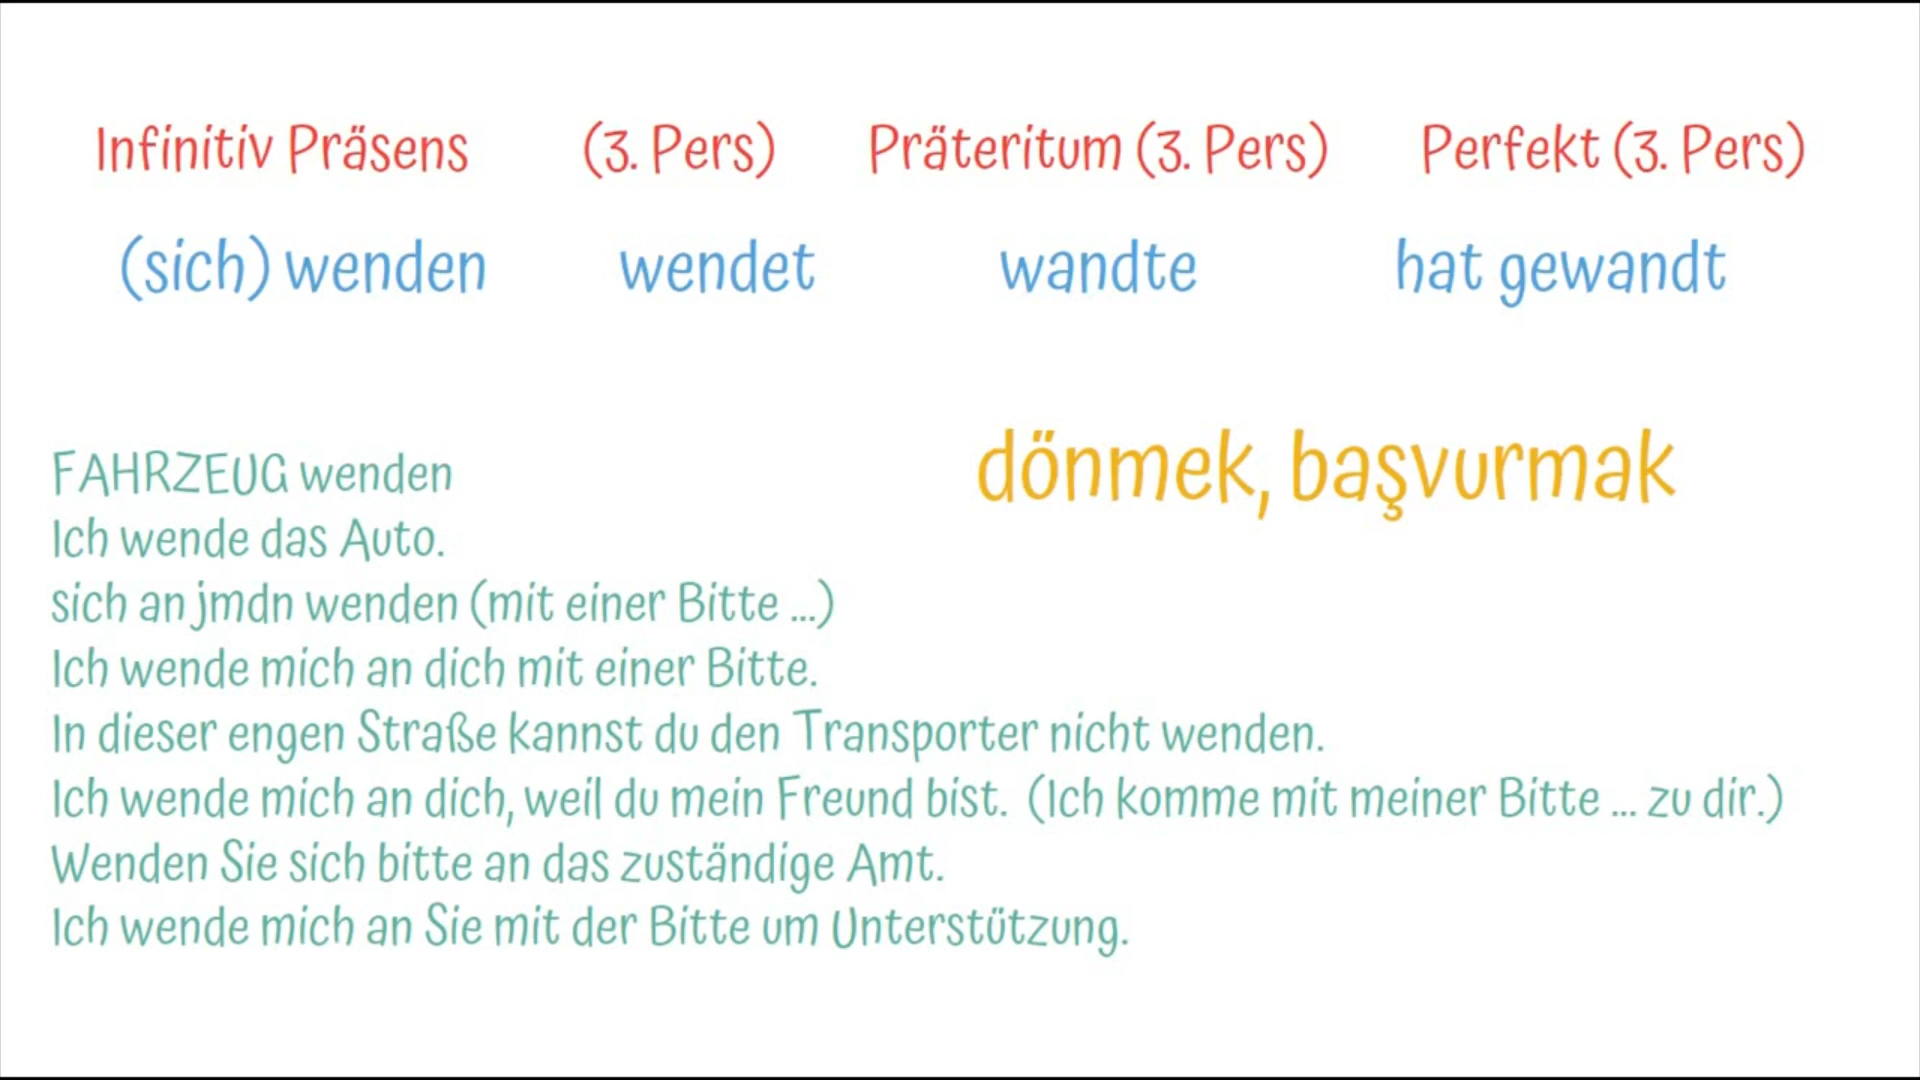 Infinitiv Präsens (3. Pers) Präteritum (3. Pers) Perfekt (3. Pers)
(sich) wenden wendet wandte hat gewandt
dönmek, başvurmak
FAHRZEUG wenden
Ich wende das Auto.
sich an jmdn wenden (mit einer Bitte ...)
Ich wende mich an dich mit einer Bitte.
In dieser engen Straße kannst du den Transporter nicht wenden.
Ich wende mich an dich, weil du mein Freund bist. (Ich komme mit meiner Bitte ... zu dir.)
Wenden Sie sich bitte an das zuständige Amt.
Ich wende mich an Sie mit der Bitte um Unterstützung.